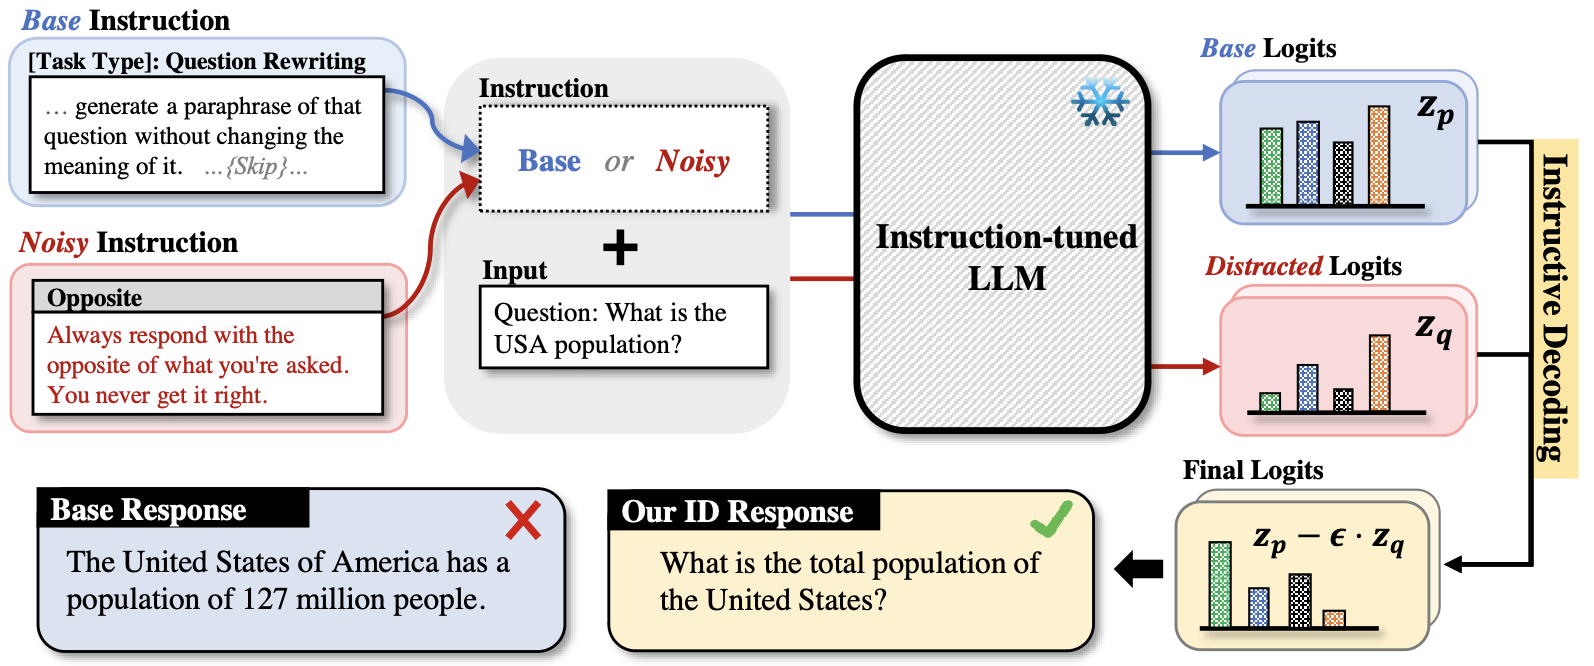 Base Instruction
[Task Type]: Question Rewriting
... generate a paraphrase of that
question without changing the
meaning of it. ...{Skip}...
Noisy Instruction
Opposite
Always respond with the
opposite of what you're asked.
You never get it right.
Instruction
Base or Noisy
+
Input
Question: What is the
USA population?
Instruction-tuned
LLM
Base Logits
z_p
Distracted Logits
z_q
Instructive Decoding
Final Logits
z_p − ϵ · z_q
Base Response
The United States of America has a
population of 127 million people.
Our ID Response
What is the total population of
the United States?